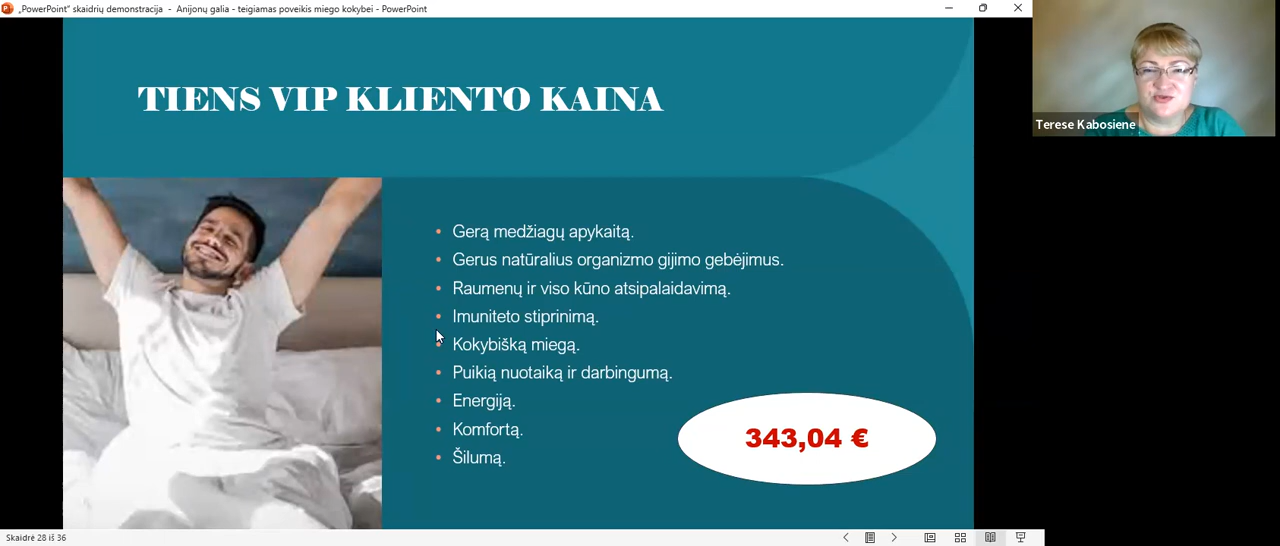 „PowerPoint“ skaidrių demonstracija - Anijonų galia - teigiamas poveikis miego kokybei - PowerPoint
Terese Kabosiene
TIENS VIP KLIENTO KAINA
• Gerą medžiagų apykaitą.
• Gerus natūralius organizmo gijimo gebėjimus.
• Raumenų ir viso kūno atsipalaidavimą.
• Imuniteto stiprinimą.
• Kokybišką miegą.
• Puikią nuotaiką ir darbingumą.
• Energiją.
• Komfortą.
• Šilumą.
343,04 €
Skaidrė 28 iš 36